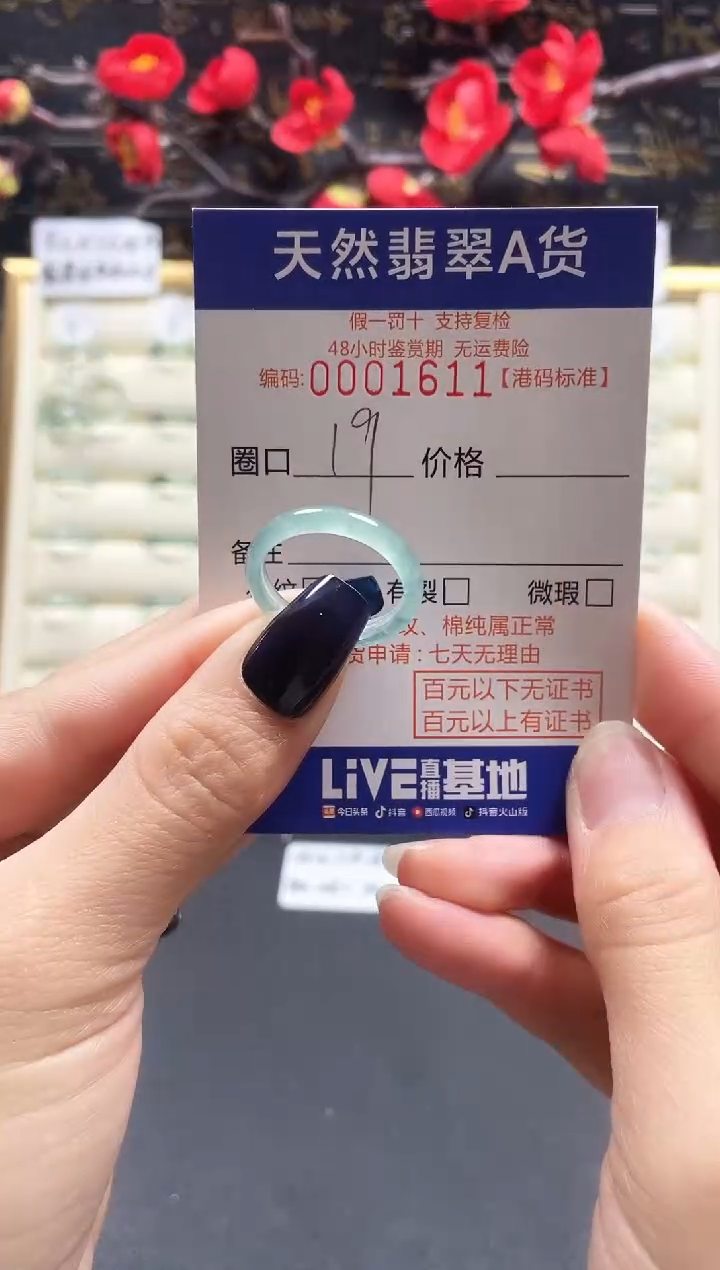 天然翡翠A货
假一罚十 支持复检
48小时鉴赏期 无运费险
编码:0001611【港码标准】
圈口 19 价格
备注
纹 有裂 微瑕
纹、棉纯属正常
货申请:七天无理由
百元以下无证书
百元以上有证书
LiVE直播基地
今日头条 抖音 西瓜视频 抖音火山版